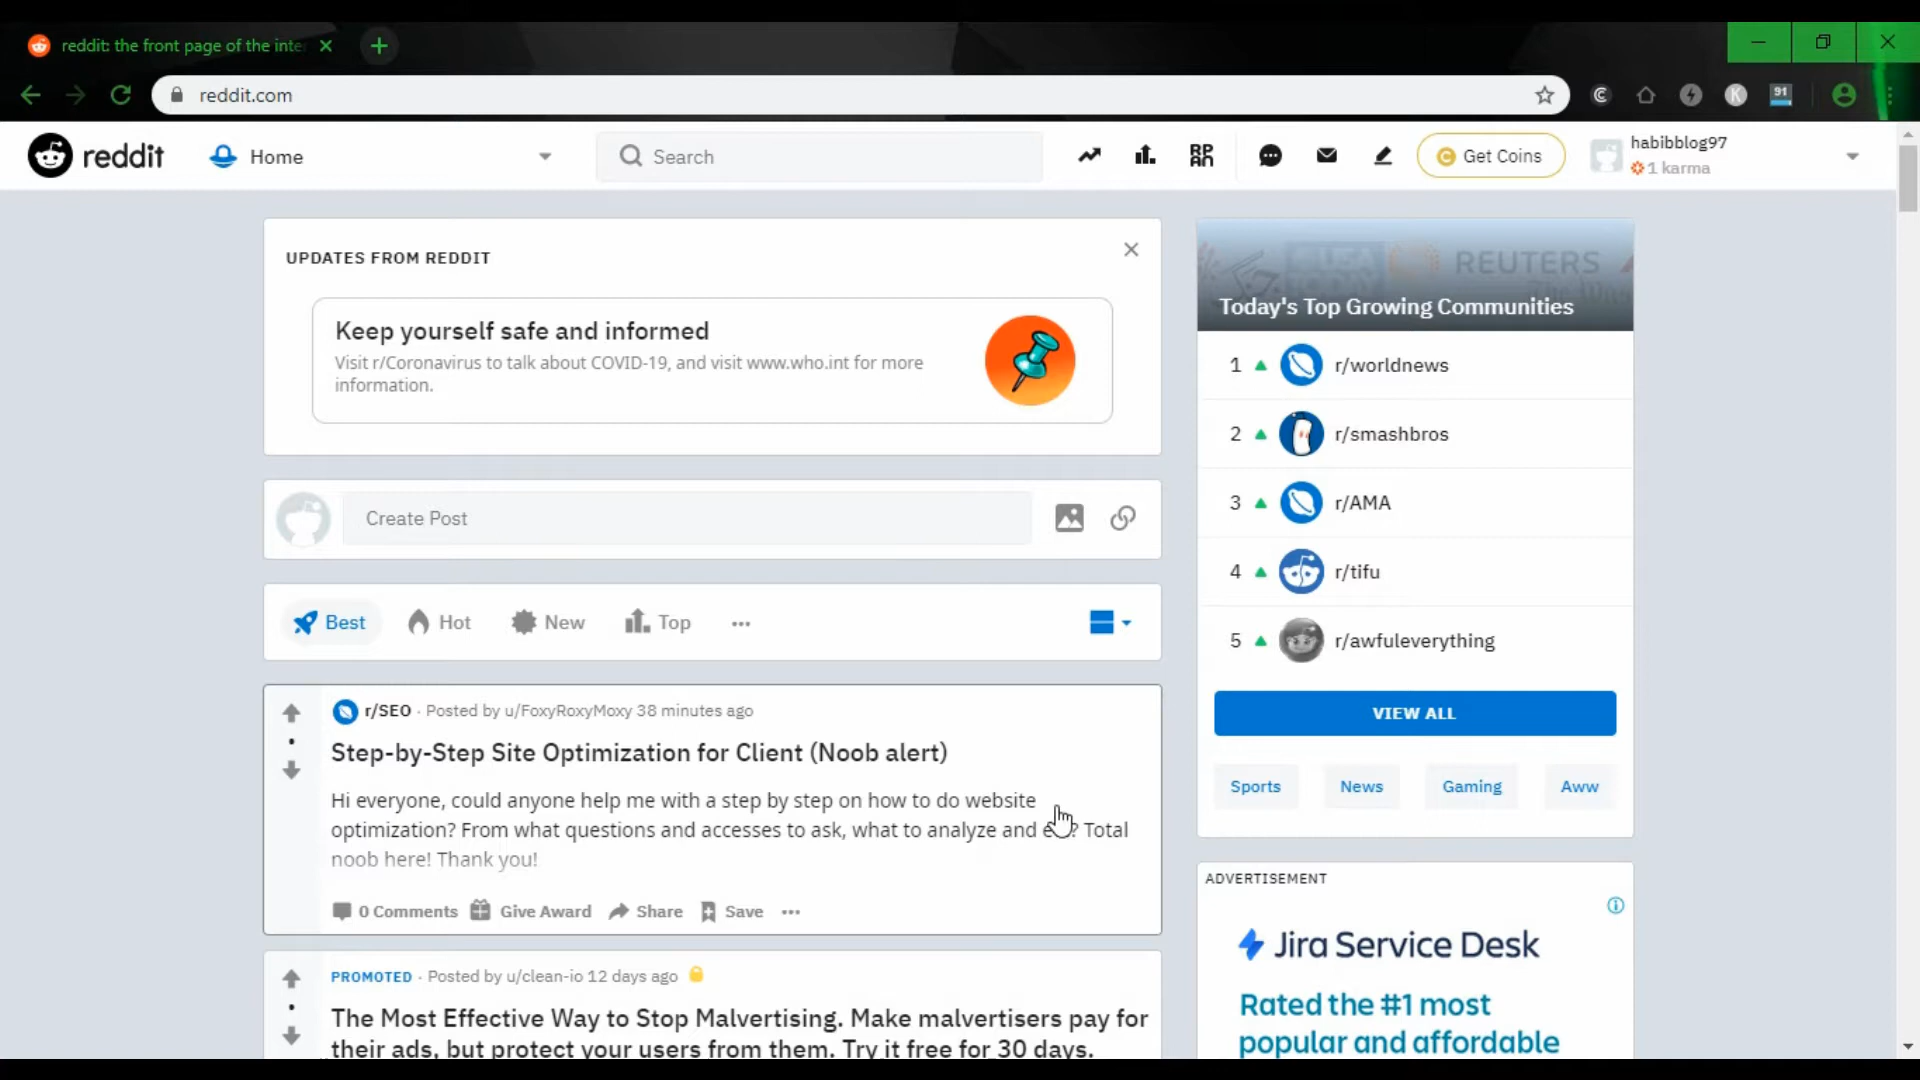 reddit: the front page of the inte
reddit.com
91
reddit
Home
Search
Get Coins
habibblog97
1 karma
UPDATES FROM REDDIT
Keep yourself safe and informed
Visit r/Coronavirus to talk about COVID-19, and visit www.who.int for more
information.
Create Post
Best
Hot
New
Top
r/SEO · Posted by u/FoxyRoxyMoxy 38 minutes ago
Step-by-Step Site Optimization for Client (Noob alert)
Hi everyone, could anyone help me with a step by step on how to do website
optimization? From what questions and accesses to ask, what to analyze and ? Total
noob here! Thank you!
0 Comments
Give Award
Share
Save
PROMOTED · Posted by u/clean-io 12 days ago
The Most Effective Way to Stop Malvertising. Make malvertisers pay for
their ads, but protect your users from them. Try it free for 30 days.
REUTERS
Today's Top Growing Communities
1 r/worldnews
2 r/smashbros
3 r/AMA
4 r/tifu
5 r/awfuleverything
VIEW ALL
Sports
News
Gaming
Aww
ADVERTISEMENT
Jira Service Desk
Rated the #1 most
popular and affordable